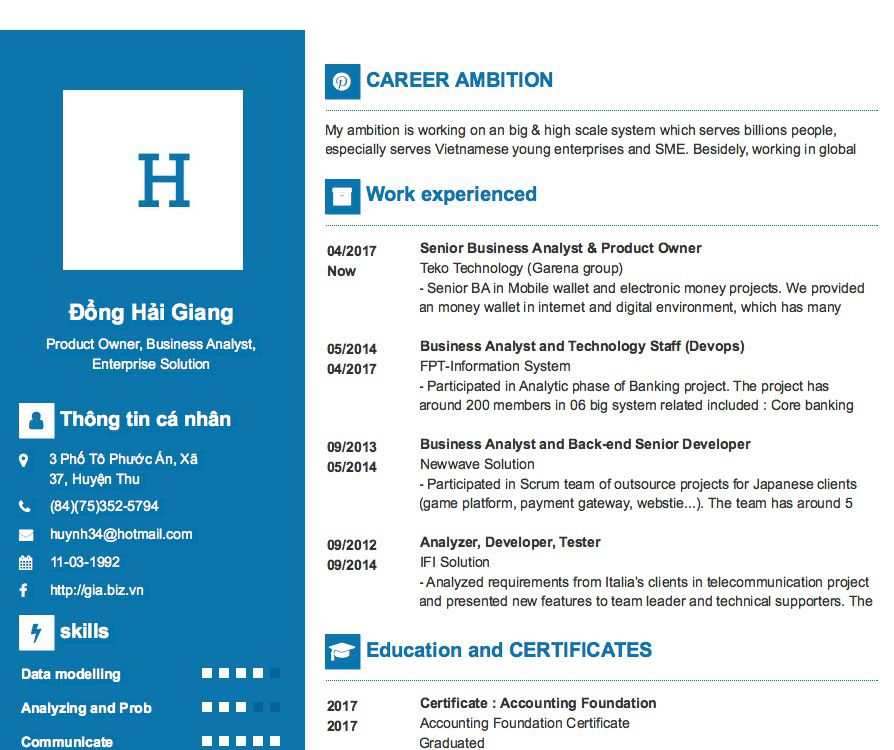 H
Đổng Hải Giang
Product Owner, Business Analyst,
Enterprise Solution
Thông tin cá nhân
3 Phố Tô Phước Án, Xã
37, Huyện Thu
(84)(75)352-5794
huynh34@hotmail.com
11-03-1992
http://gia.biz.vn
skills
Data modelling
Analyzing and Prob
Communicate
CAREER AMBITION
My ambition is working on an big & high scale system which serves billions people,
especially serves Vietnamese young enterprises and SME. Besidely, working in global
Work experienced
04/2017
Now
Senior Business Analyst & Product Owner
Teko Technology (Garena group)
- Senior BA in Mobile wallet and electronic money projects. We provided
an money wallet in internet and digital environment, which has many
05/2014
04/2017
Business Analyst and Technology Staff (Devops)
FPT-Information System
- Participated in Analytic phase of Banking project. The project has
around 200 members in 06 big system related included : Core banking
09/2013
05/2014
Business Analyst and Back-end Senior Developer
Newwave Solution
- Participated in Scrum team of outsource projects for Japanese clients
(game platform, payment gateway, webstie...). The team has around 5
09/2012
09/2014
Analyzer, Developer, Tester
IFI Solution
- Analyzed requirements from Italia's clients in telecommunication project
and presented new features to team leader and technical supporters. The
Education and CERTIFICATES
2017
2017
Certificate : Accounting Foundation
Accounting Foundation Certificate
Graduated